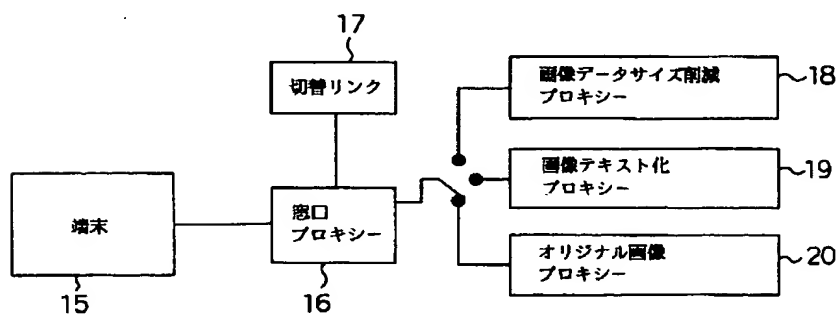 17
切替リンク
画像データサイズ削減
プロキシー
18
画像テキスト化
プロキシー
19
端末
窓口
プロキシー
オリジナル画像
プロキシー
20
15
16